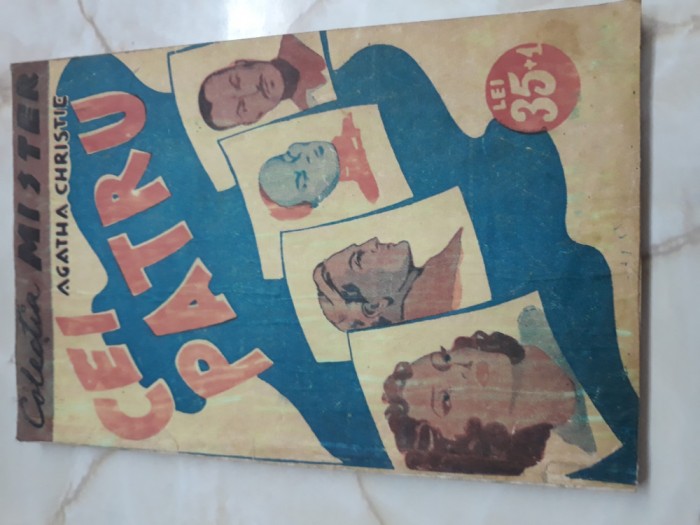 Colecția MISTER
AGATHA CHRISTIE
CEI
PATRU
LEI
35+1